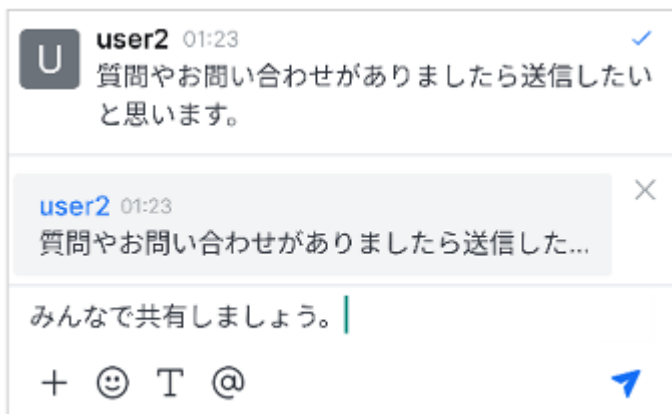 U
user2 01:23
質問やお問い合わせがありましたら送信したい
と思います。
user2 01:23
質問やお問い合わせがありましたら送信した...
みんなで共有しましょう。
+ T @